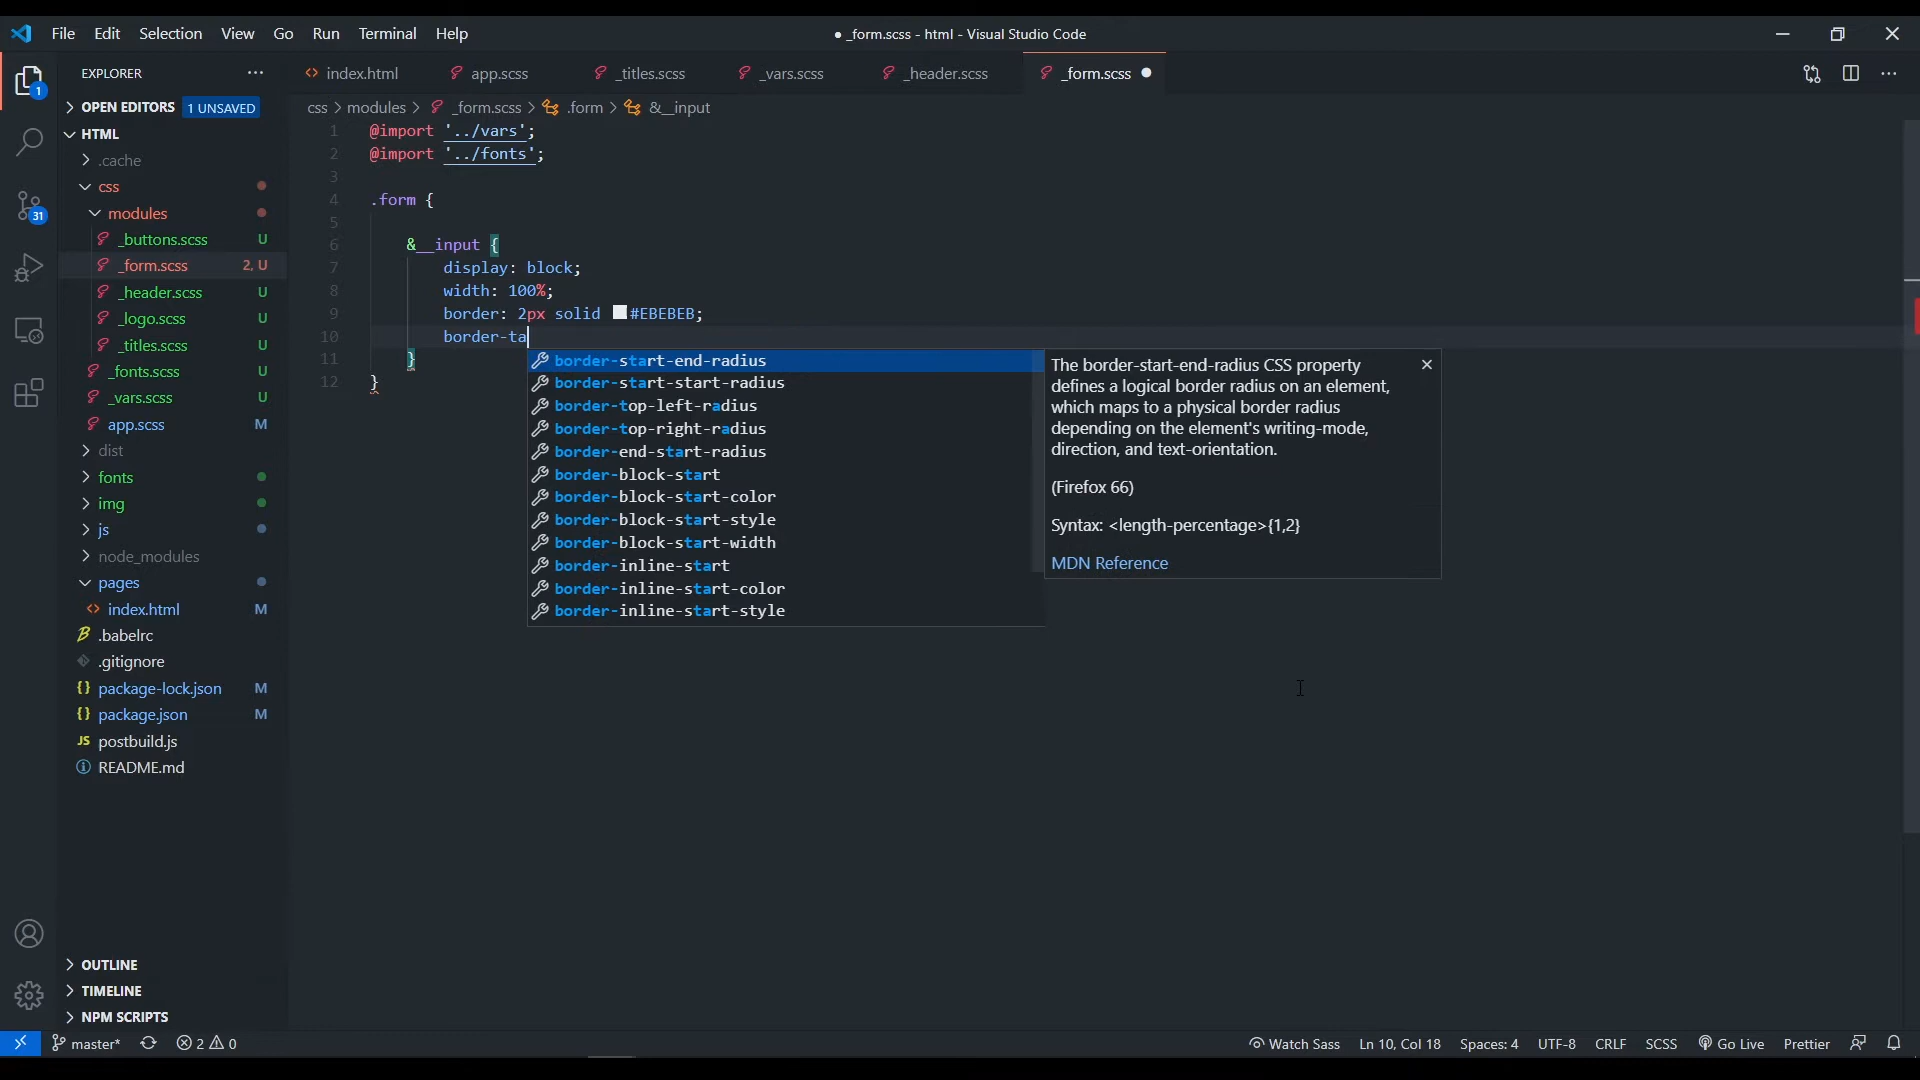 File Edit Selection View Go Run Terminal Help
● _form.scss - html - Visual Studio Code
EXPLORER
index.html app.scss _titles.scss _vars.scss _header.scss _form.scss ●
OPEN EDITORS 1 UNSAVED
css > modules > _form.scss > .form > &__input
HTML
.cache
css
modules
_buttons.scss U
_form.scss 2, U
_header.scss U
_logo.scss U
_titles.scss U
_fonts.scss U
_vars.scss U
app.scss M
dist
fonts
img
js
node_modules
pages
index.html M
.babelrc
.gitignore
package-lock.json M
package.json M
JS postbuild.js
README.md
OUTLINE
TIMELINE
NPM SCRIPTS
1
31
1 @import '../vars';
2 @import '../fonts';
3
4 .form {
5
6 &__input {
7 display: block;
8 width: 100%;
9 border: 2px solid #EBEBEB;
10 border-ta
11 }
12 }
border-start-end-radius
border-start-start-radius
border-top-left-radius
border-top-right-radius
border-end-start-radius
border-block-start
border-block-start-color
border-block-start-style
border-block-start-width
border-inline-start
border-inline-start-color
border-inline-start-style
The border-start-end-radius CSS property
defines a logical border radius on an element,
which maps to a physical border radius
depending on the element's writing-mode,
direction, and text-orientation.
(Firefox 66)
Syntax: <length-percentage>{1,2}
MDN Reference
master* 2 0 Watch Sass Ln 10, Col 18 Spaces: 4 UTF-8 CRLF SCSS Go Live Prettier